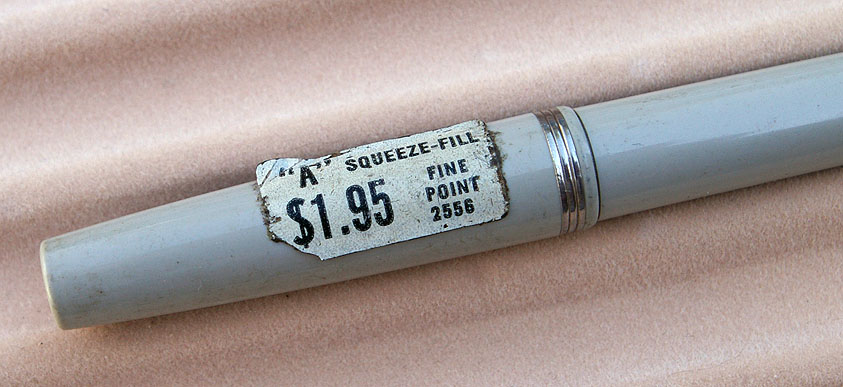 "A" SQUEEZE-FILL
$1.95 FINE
POINT
2556